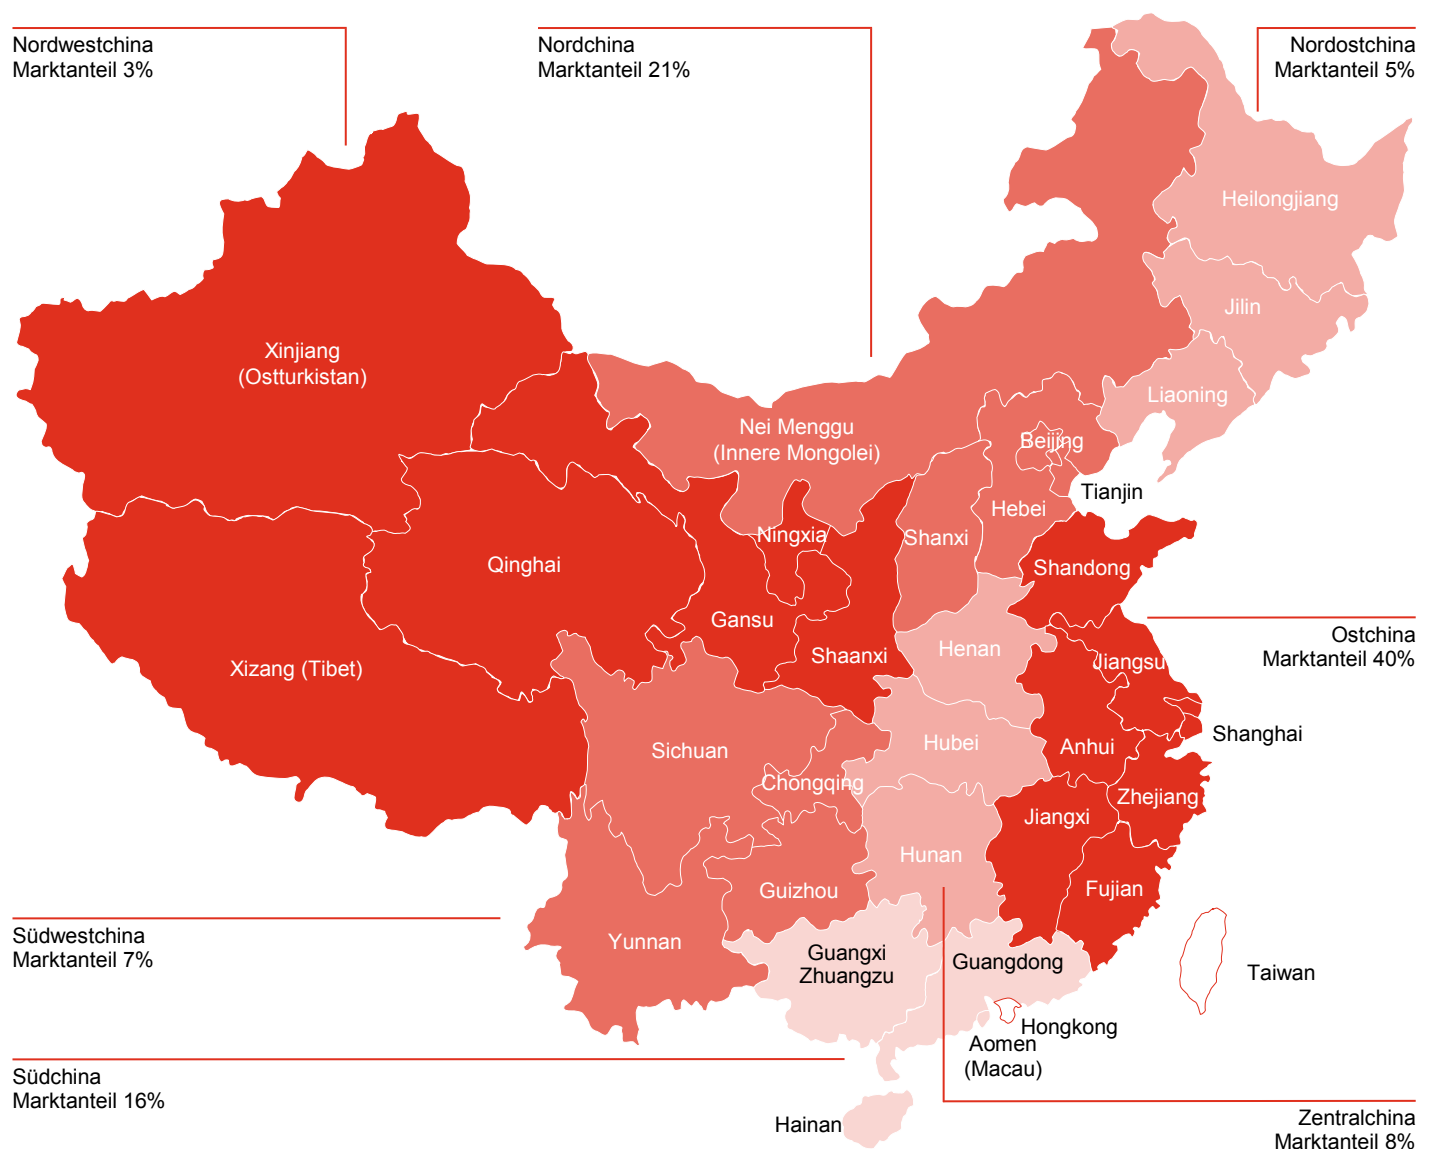 Nordwestchina
Marktanteil 3%
Nordchina
Marktanteil 21%
Nordostchina
Marktanteil 5%
Heilongjiang
Jilin
Xinjiang
(Ostturkistan)
Liaoning
Nei Menggu
(Innere Mongolei)
Beijing
Tianjin
Hebei
Ningxia
Shanxi
Qinghai
Shandong
Gansu
Ostchina
Marktanteil 40%
Henan
Shaanxi
Jiangsu
Xizang (Tibet)
Shanghai
Sichuan
Hubei
Anhui
Chongqing
Zhejiang
Jiangxi
Hunan
Guizhou
Fujian
Südwestchina
Marktanteil 7%
Yunnan
Guangxi
Zhuangzu
Guangdong
Taiwan
Hongkong
Aomen
(Macau)
Südchina
Marktanteil 16%
Hainan
Zentralchina
Marktanteil 8%